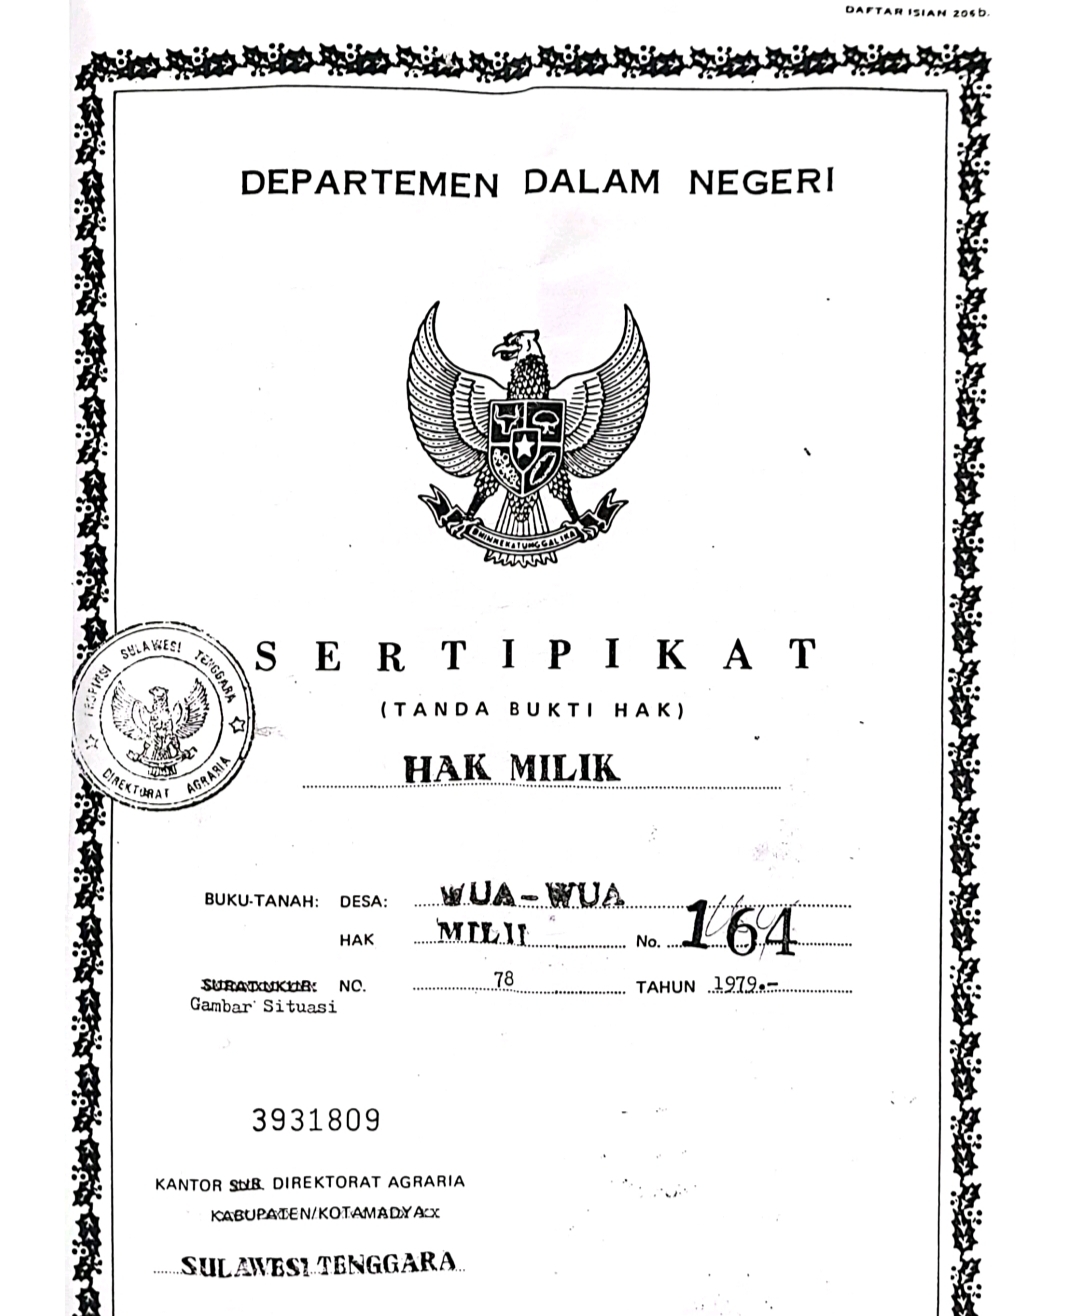 DAFTAR ISIAN 206b.
DEPARTEMEN DALAM NEGERI
BHINNEKA TUNGGAL IKA
SERTIPIKAT
(TANDA BUKTI HAK)
HAK MILIK
PROPINSI SULAWESI TENGGARA
DIREKTORAT AGRARIA
BUKU-TANAH: DESA: WUA-WUA
HAK MILIK No. 164
SURAT UKUR: NO. 78 TAHUN 1979.-
Gambar Situasi
3931809
KANTOR SUB. DIREKTORAT AGRARIA
KABUPATEN/KOTAMADYA
SULAWESI TENGGARA